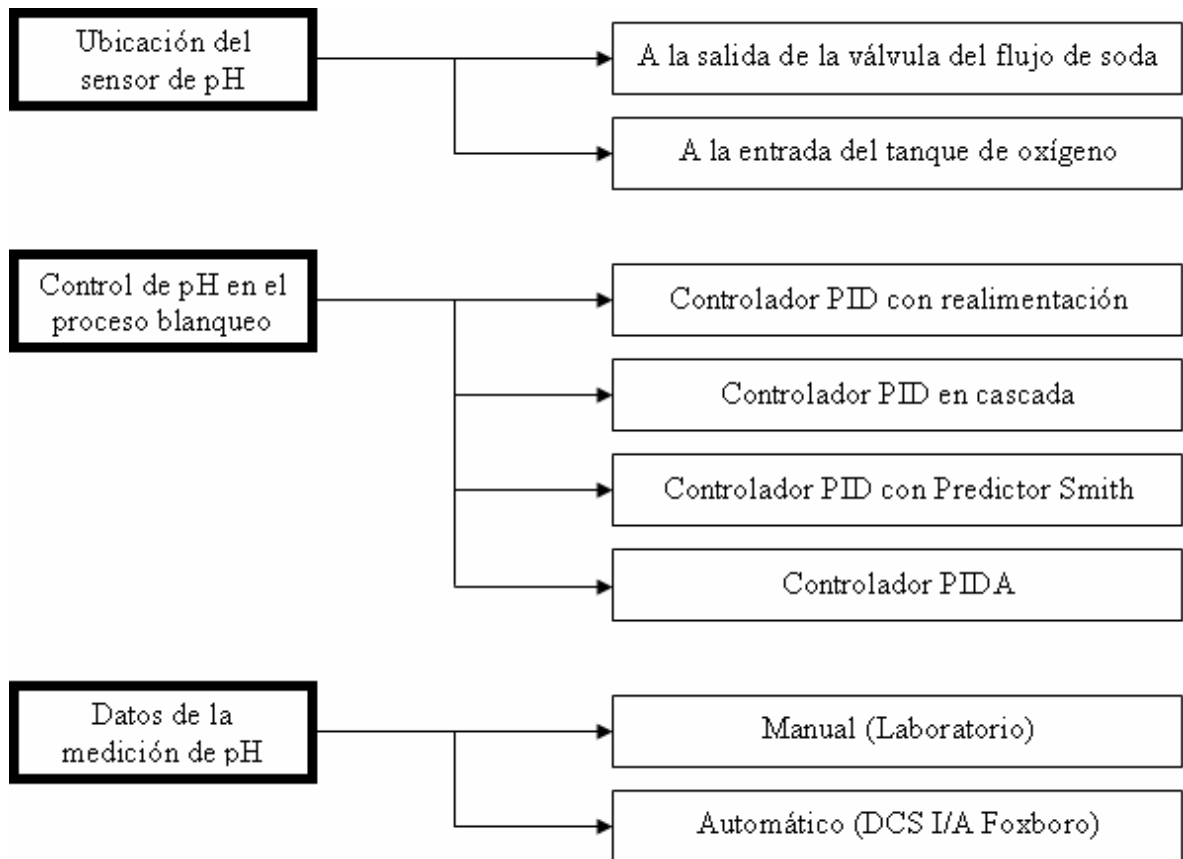 Ubicación del
sensor de pH
A la salida de la válvula del flujo de soda
A la entrada del tanque de oxígeno
Control de pH en el
proceso blanqueo
Controlador PID con realimentación
Controlador PID en cascada
Controlador PID con Predictor Smith
Controlador PIDA
Datos de la
medición de pH
Manual (Laboratorio)
Automático (DCS I/A Foxboro)